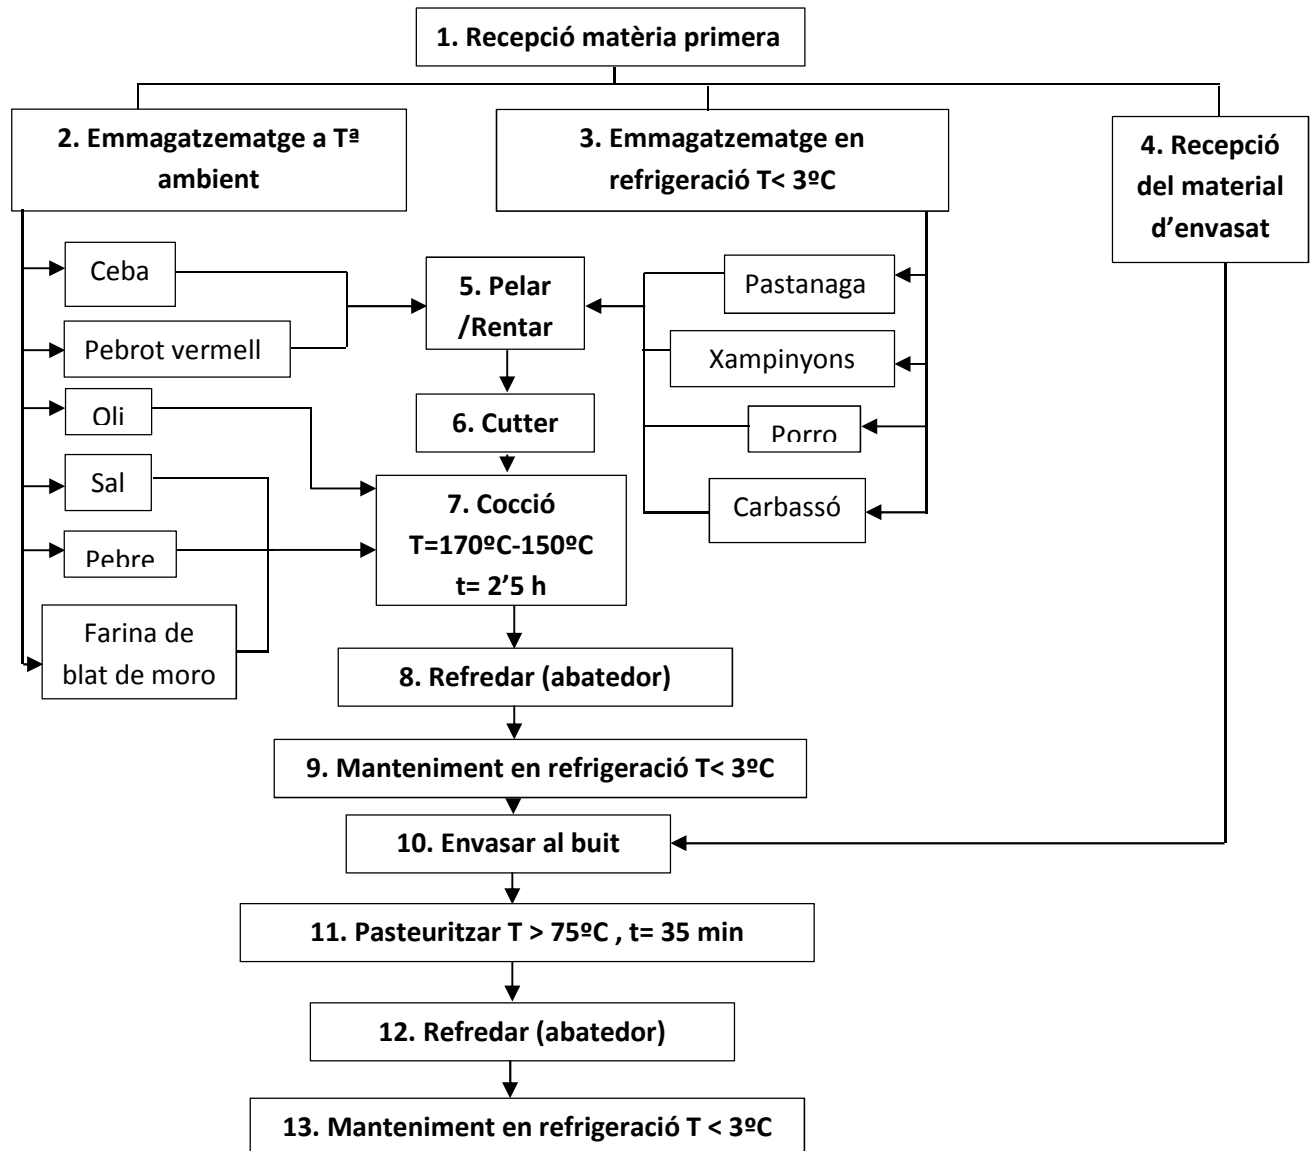 1. Recepció matèria primera
2. Emmagatzematge a Tª
ambient
3. Emmagatzematge en
refrigeració T< 3ºC
4. Recepció
del material
d’envasat
Ceba
Pebrot vermell
Oli
Sal
Pebre
Farina de
blat de moro
5. Pelar
/Rentar
Pastanaga
Xampinyons
Porro
Carbassó
6. Cutter
7. Cocció
T=170ºC-150ºC
t= 2’5 h
8. Refredar (abatedor)
9. Manteniment en refrigeració T< 3ºC
10. Envasar al buit
11. Pasteuritzar T > 75ºC , t= 35 min
12. Refredar (abatedor)
13. Manteniment en refrigeració T < 3ºC